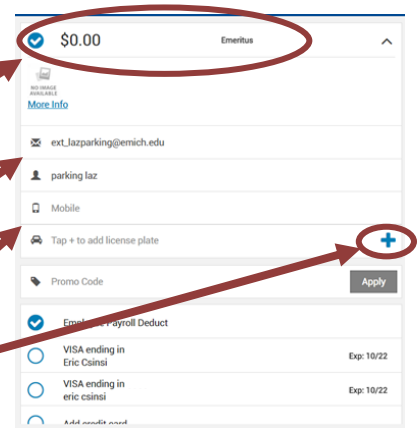 $0.00 Emeritus
NO IMAGE
AVAILABLE
More Info
ext_lazparking@emich.edu
parking laz
Mobile
Tap + to add license plate
Promo Code Apply
Employee Payroll Deduct
VISA ending in
Eric Csinsi Exp: 10/22
VISA ending in
eric csinsi Exp: 10/22
Add credit card